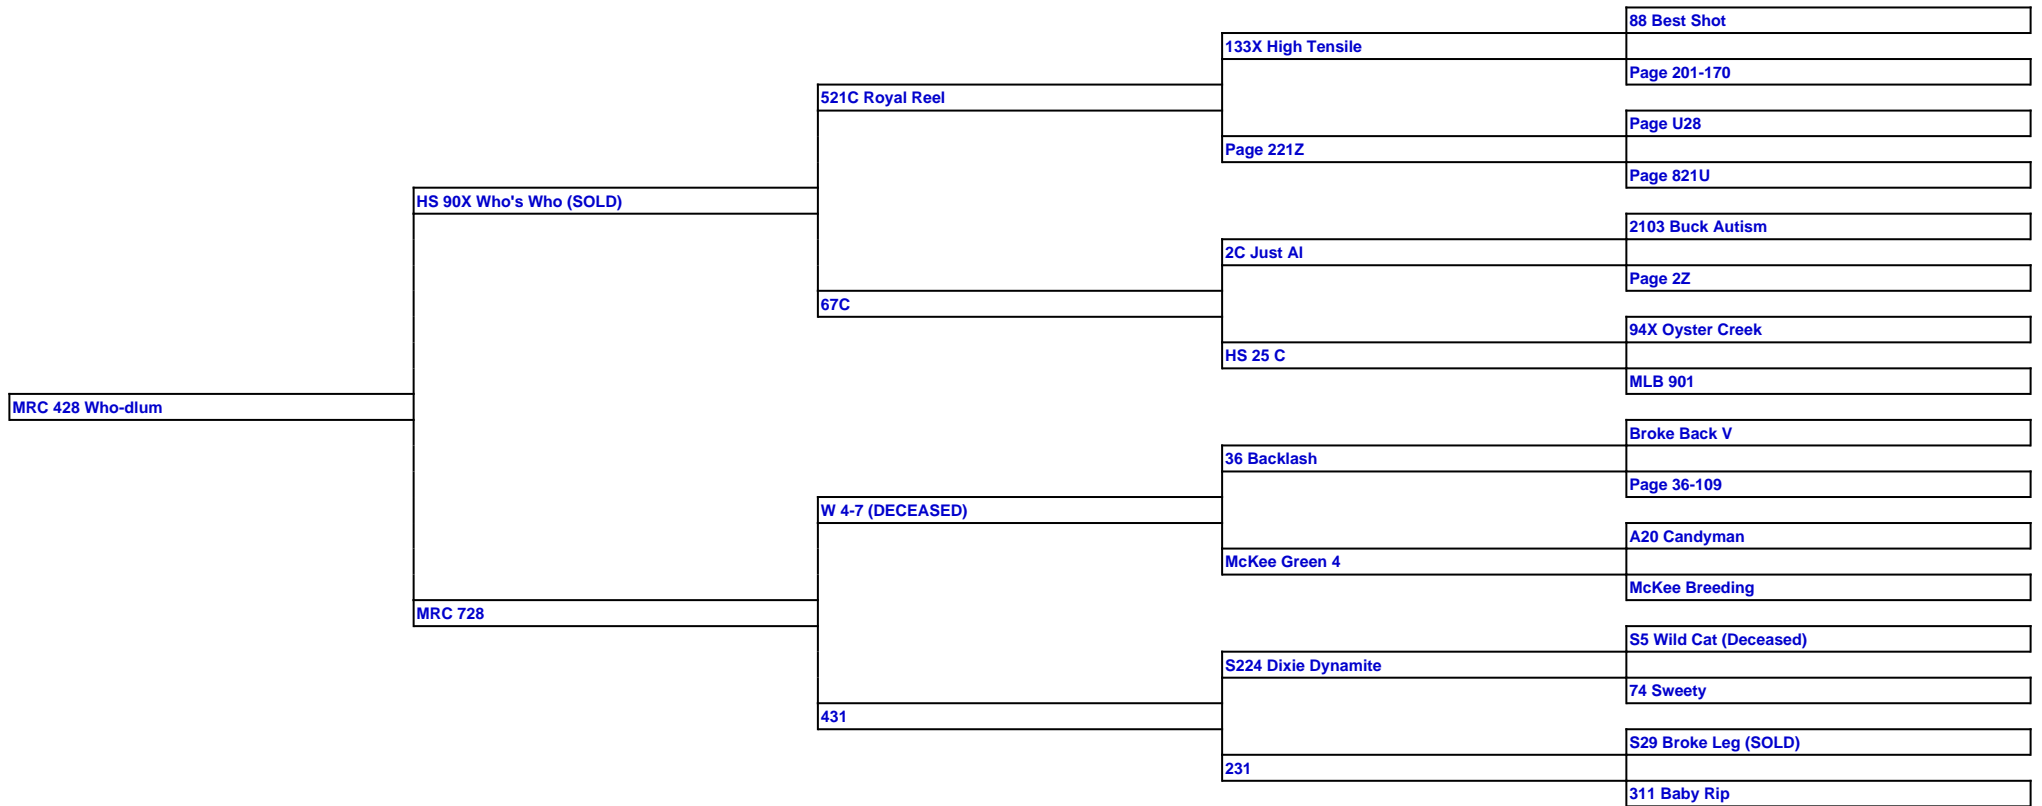 88 Best Shot
133X High Tensile
Page 201-170
521C Royal Reel
Page U28
Page 221Z
Page 821U
HS 90X Who's Who (SOLD)
2103 Buck Autism
2C Just Al
Page 2Z
67C
94X Oyster Creek
HS 25 C
MLB 901
MRC 428 Who-dlum
Broke Back V
36 Backlash
Page 36-109
W 4-7 (DECEASED)
A20 Candyman
McKee Green 4
McKee Breeding
MRC 728
S5 Wild Cat (Deceased)
S224 Dixie Dynamite
74 Sweety
431
S29 Broke Leg (SOLD)
231
311 Baby Rip